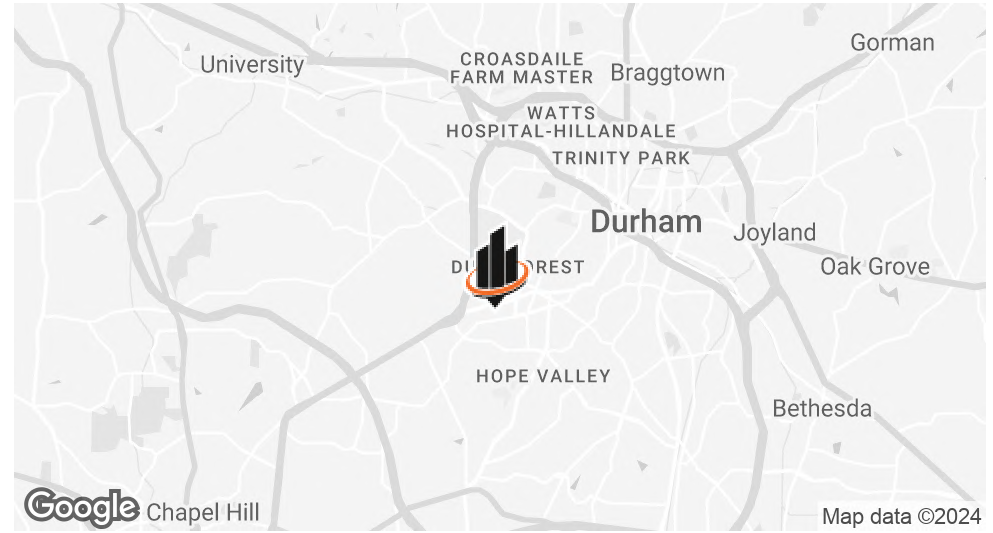 Gorman
CROASDAILE
FARM MASTER
University
Braggtown
WATTS
HOSPITAL-HILLANDALE
TRINITY PARK
Durham
Joyland
Oak Grove
HOPE VALLEY
Bethesda
Google
Chapel Hill
Map data ©2024